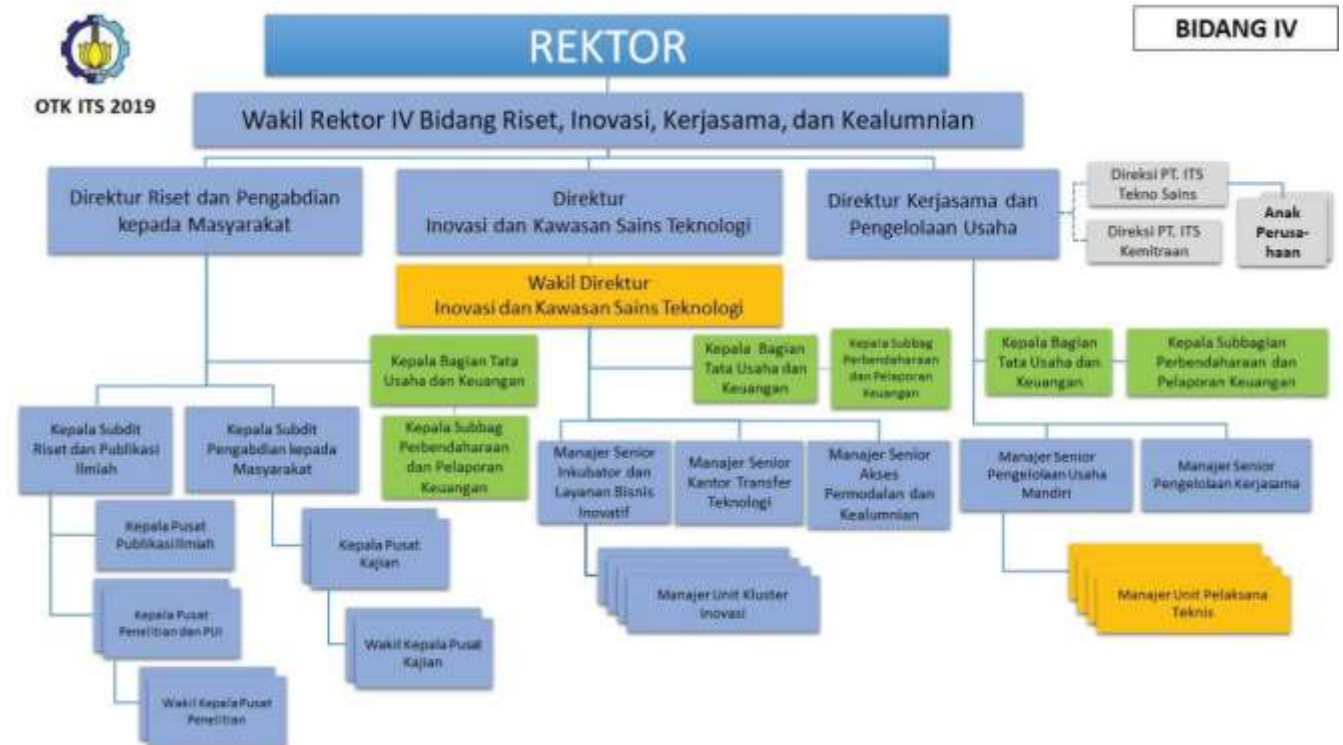 REKTOR
BIDANG IV
OTK ITS 2019
Wakil Rektor IV Bidang Riset, Inovasi, Kerjasama, dan Kealumnian
Direktur Riset dan Pengabdian
kepada Masyarakat
Direktur
Inovasi dan Kawasan Sains Teknologi
Direktur Kerjasama dan
Pengelolaan Usaha
Direksi PT. ITS
Tekno Sains
Direksi PT. ITS
Kemitraan
Anak
Perusa-
haan
Wakil Direktur
Inovasi dan Kawasan Sains Teknologi
Kepala Bagian Tata
Usaha dan Keuangan
Kepala Subbag
Perbendaharaan
dan Pelaporan
Keuangan
Kepala Bagian
Tata Usaha dan
Keuangan
Kepala Subbag
Perbendaharaan
dan Pelaporan
Keuangan
Kepala Bagian
Tata Usaha dan
Keuangan
Kepala Subbagian
Perbendaharaan dan
Pelaporan Keuangan
Kepala Subdit
Riset dan Publikasi
Ilmiah
Kepala Subdit
Pengabdian kepada
Masyarakat
Manajer Senior
Inkubator dan
Layanan Bisnis
Inovatif
Manajer Senior
Kantor Transfer
Teknologi
Manajer Senior
Akses
Permodalan dan
Kealumnian
Manajer Senior
Pengelolaan Usaha
Mandiri
Manajer Senior
Pengelolaan Kerjasama
Kepala Pusat
Publikasi Ilmiah
Kepala Pusat
Kajian
Kepala Pusat
Penelitian dan PUI
Wakil Kepala Pusat
Kajian
Wakil Kepala Pusat
Penelitian
Manajer Unit Kluster
Inovasi
Manajer Unit Pelaksana
Teknis